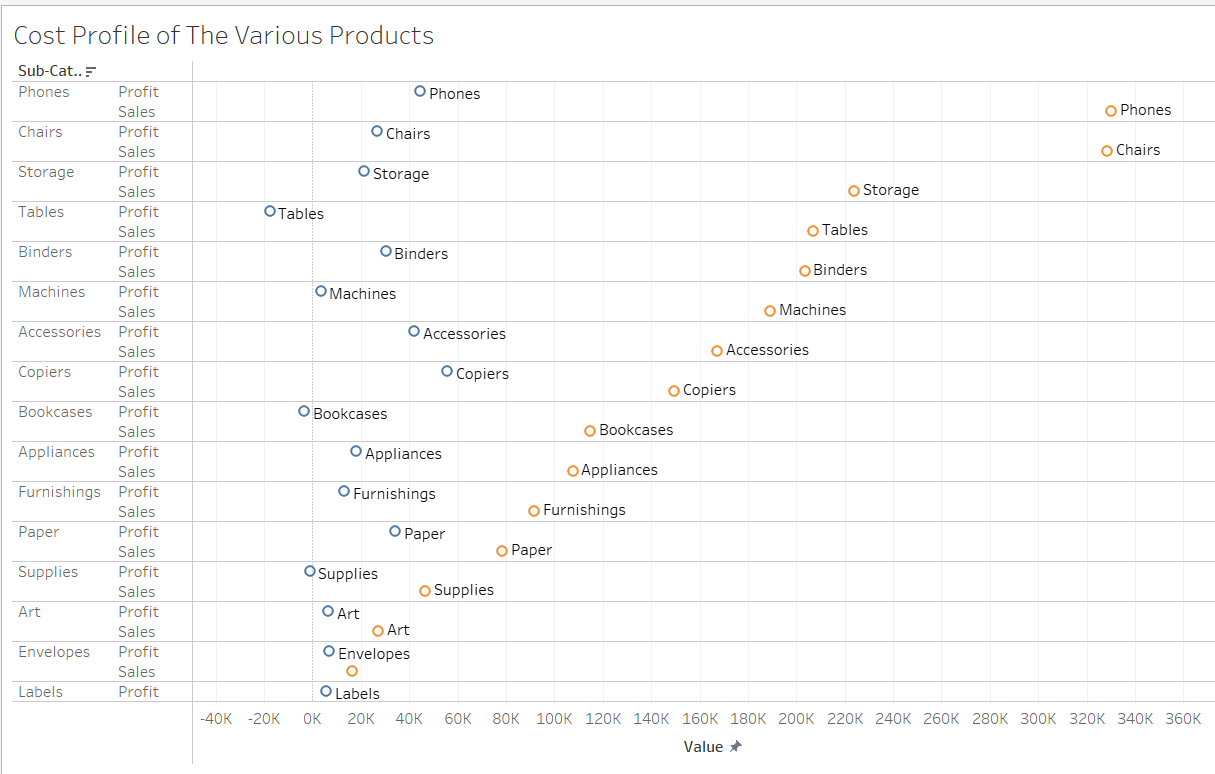 Cost Profile of The Various Products
Sub-Cat..
Phones Profit Phones
Sales Phones
Chairs Profit Chairs
Sales Chairs
Storage Profit Storage
Sales Storage
Tables Profit Tables
Sales Tables
Binders Profit Binders
Sales Binders
Machines Profit Machines
Sales Machines
Accessories Profit Accessories
Sales Accessories
Copiers Profit Copiers
Sales Copiers
Bookcases Profit Bookcases
Sales Bookcases
Appliances Profit Appliances
Sales Appliances
Furnishings Profit Furnishings
Sales Furnishings
Paper Profit Paper
Sales Paper
Supplies Profit Supplies
Sales Supplies
Art Profit Art
Sales Art
Envelopes Profit Envelopes
Sales
Labels Profit Labels
-40K -20K 0K 20K 40K 60K 80K 100K 120K 140K 160K 180K 200K 220K 240K 260K 280K 300K 320K 340K 360K
Value